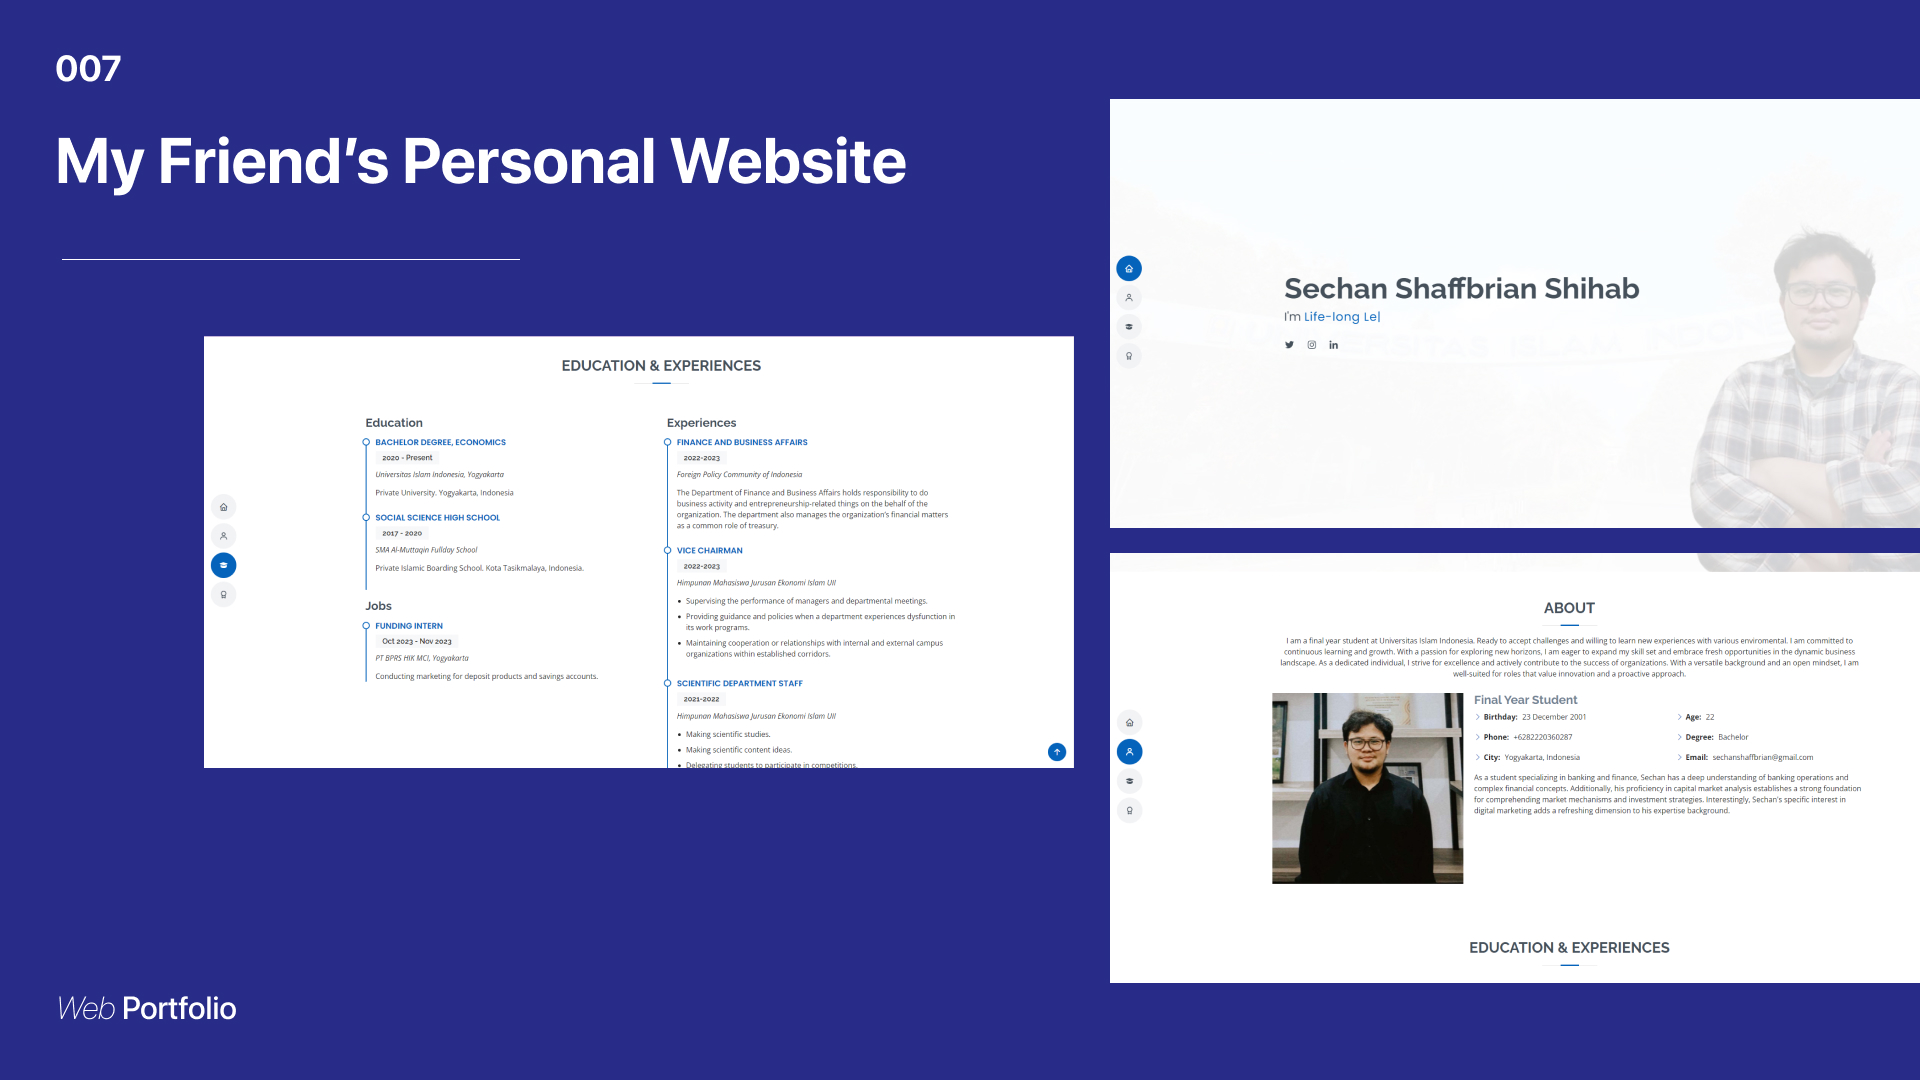 007
My Friend’s Personal Website
EDUCATION & EXPERIENCES
Education
BACHELOR DEGREE, ECONOMICS
2020 - Present
Universitas Islam Indonesia, Yogyakarta
Private University. Yogyakarta, Indonesia
SOCIAL SCIENCE HIGH SCHOOL
2017 - 2020
SMA Al-Muttaqin Fullday School
Private Islamic Boarding School. Kota Tasikmalaya, Indonesia.
Jobs
FUNDING INTERN
Oct 2023 - Nov 2023
PT BPRS HIK MCI, Yogyakarta
Conducting marketing for deposit products and savings accounts.
Experiences
FINANCE AND BUSINESS AFFAIRS
2022-2023
Foreign Policy Community of Indonesia
The Department of Finance and Business Affairs holds responsibility to do
business activity and entrepreneurship-related things on the behalf of the
organization. The department also manages the organization's financial matters
as a common role of treasury.
VICE CHAIRMAN
2022-2023
Himpunan Mahasiswa Jurusan Ekonomi Islam UII
• Supervising the performance of managers and departmental meetings.
• Providing guidance and policies when a department experiences dysfunction in
its work programs.
• Maintaining cooperation or relationships with internal and external campus
organizations within established corridors.
SCIENTIFIC DEPARTMENT STAFF
2021-2022
Himpunan Mahasiswa Jurusan Ekonomi Islam UII
• Making scientific studies.
• Making scientific content ideas.
• Delegating students to participate in competitions.
Sechan Shaffbrian Shihab
I'm Life-long Le|
ERSITAS ISLAM INDONE
ABOUT
I am a final year student at Universitas Islam Indonesia. Ready to accept challenges and willing to learn new experiences with various enviromental. I am committed to
continuous learning and growth. With a passion for exploring new horizons, I am eager to expand my skill set and embrace fresh opportunities in the dynamic business
landscape. As a dedicated individual, I strive for excellence and actively contribute to the success of organizations. With a versatile background and an open mindset, I am
well-suited for roles that value innovation and a proactive approach.
Final Year Student
Birthday: 23 December 2001
Age: 22
Phone: +6282220360287
Degree: Bachelor
City: Yogyakarta, Indonesia
Email: sechanshaffbrian@gmail.com
As a student specializing in banking and finance, Sechan has a deep understanding of banking operations and
complex financial concepts. Additionally, his proficiency in capital market analysis establishes a strong foundation
for comprehending market mechanisms and investment strategies. Interestingly, Sechan's specific interest in
digital marketing adds a refreshing dimension to his expertise background.
EDUCATION & EXPERIENCES
Web Portfolio